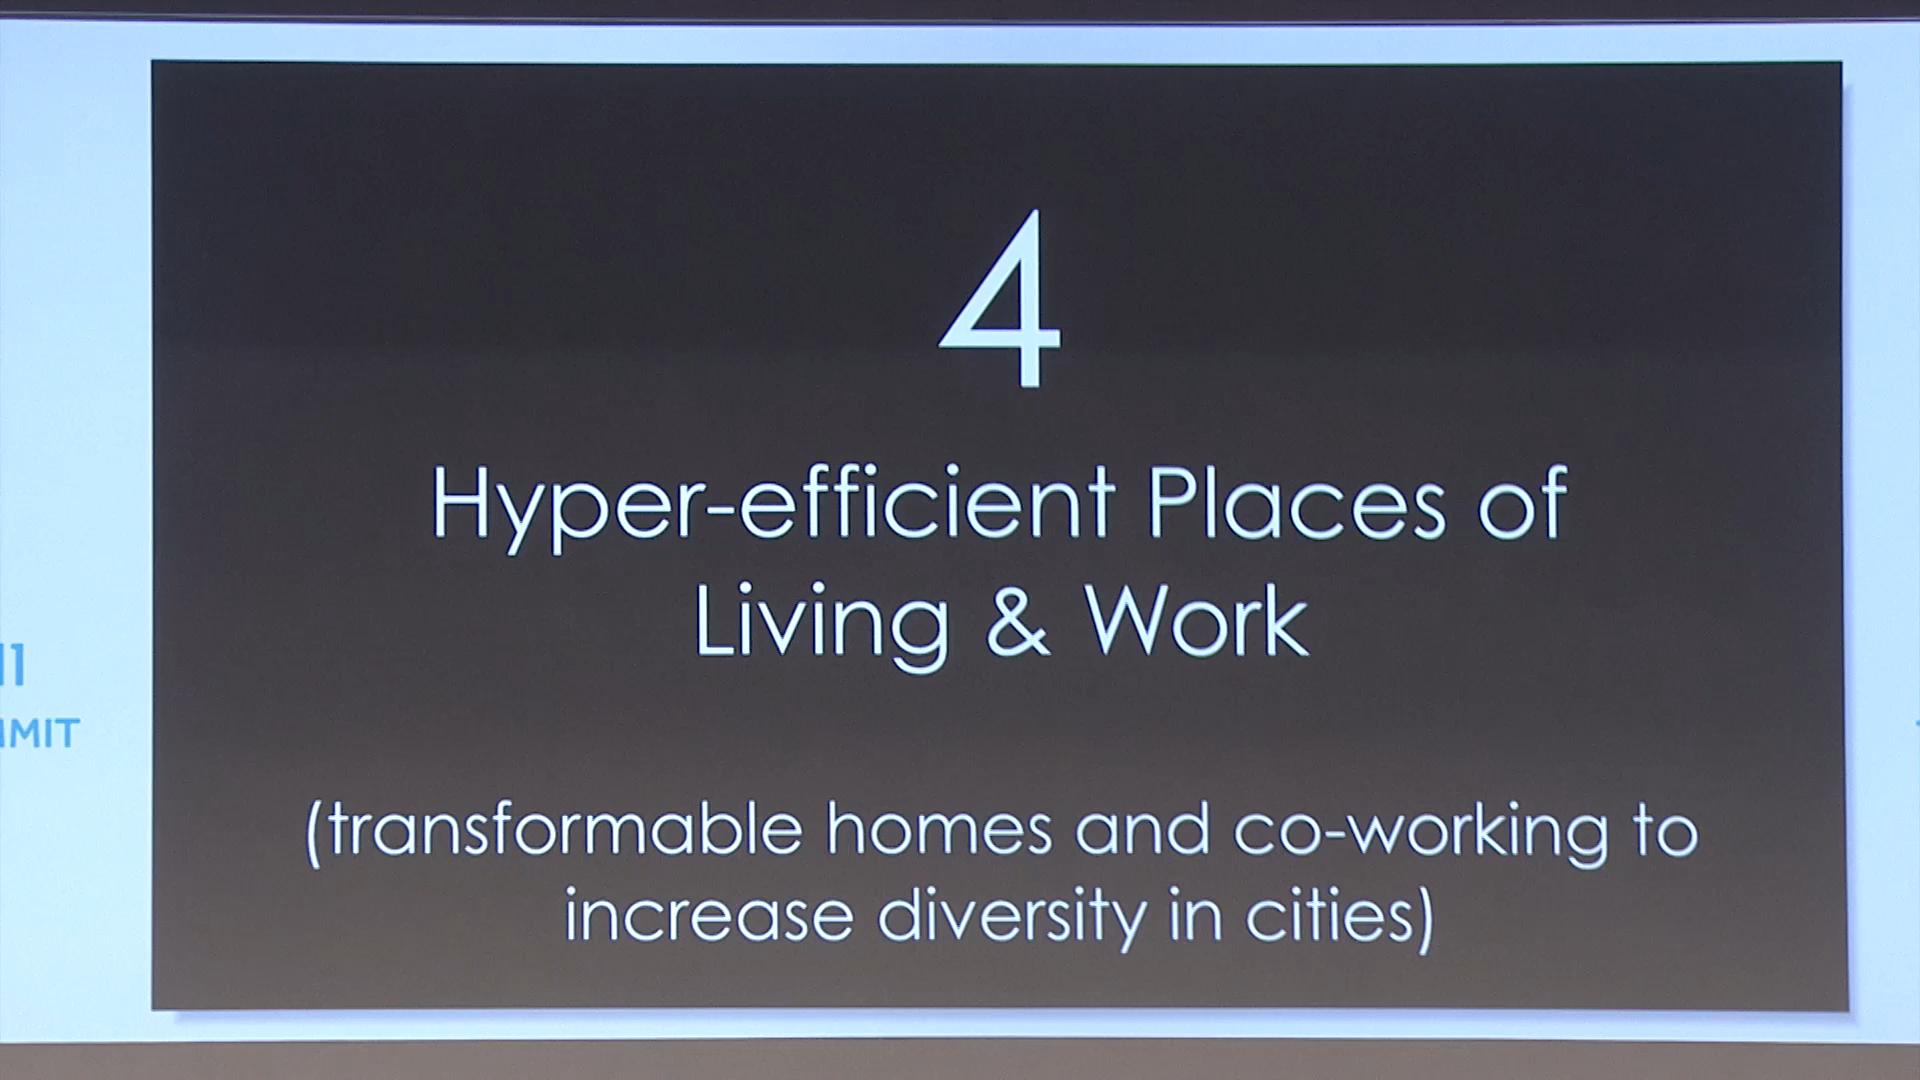 4
Hyper-efficient Places of
Living & Work
(transformable homes and co-working to
increase diversity in cities)